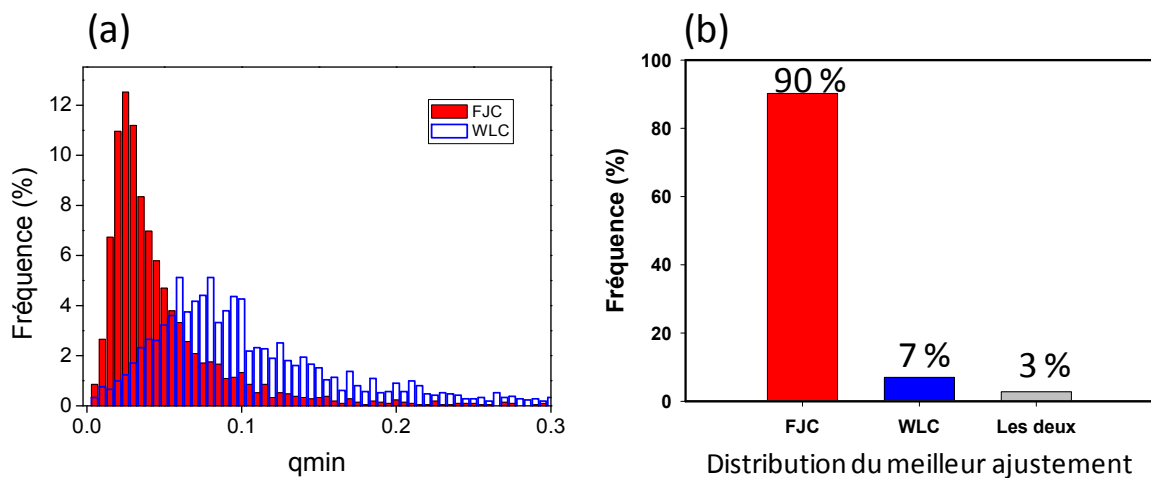 (a)
Fréquence (%)
12
10
8
6
4
2
0
0.0 0.1 0.2 0.3
qmin
FJC
WLC
(b)
Fréquence (%)
100
80
60
40
20
0
90 %
7 %
3 %
FJC WLC Les deux
Distribution du meilleur ajustement